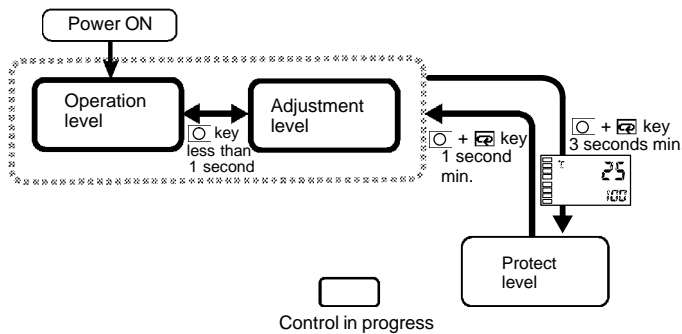 Power ON
Operation
level
Adjustment
level
key
less than
1 second
+ key
1 second
min.
+ key
3 seconds min
°C
25
100
Protect
level
Control in progress